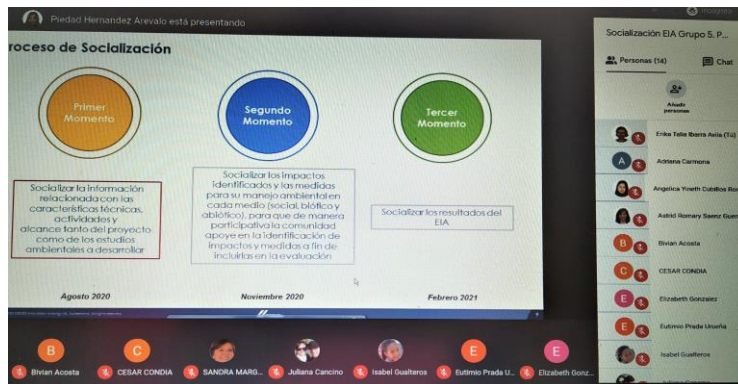 Piedad Hernandez Arevalo está presentando
Incógnito
Socialización EIA Grupo 5. P...
roceso de Socialización
Personas (14)
Chat
Añadir
personas
Primer
Momento
Segundo
Momento
Tercer
Momento
Socializar la información
relacionada con las
características técnicas,
actividades y
alcance tanto del proyecto
como de los estudios
ambientales a desarrollar
Socializar los impactos
identificados y las medidas
para su manejo ambiental en
cada medio (social, biótico y
abiótico), para que de manera
participativa la comunidad
apoye en la identificación de
impactos y medidas a fin de
incluirlas en la evaluación
Socializar los resultados del
EIA
Agosto 2020
Noviembre 2020
Febrero 2021
Erika Tella Ibarra Avila (Tú)
A
Adriana Carmona
Angelica Yineth Cubillos Ro
Astrid Romary Saenz Guer
B
Bivian Acosta
C
CESAR CONDIA
E
Elizabeth Gonzalez
E
Eutimio Prada Urueña
Isabel Gualteros
Juliana Cancino
B
C
E
E
Bivian Acosta
CESAR CONDIA
SANDRA MARG...
Juliana Cancino
Isabel Gualteros
Eutimio Prada U...
Elizabeth Gonz...